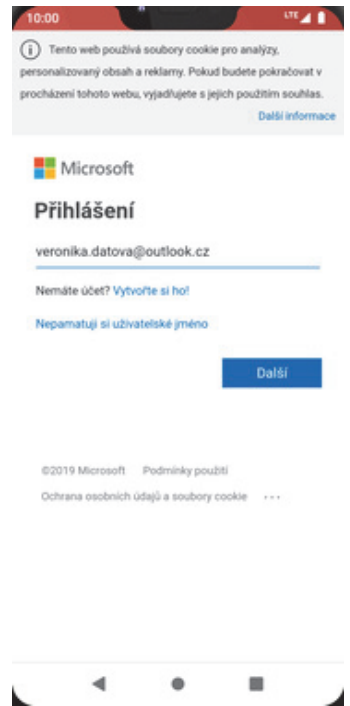 10:00
LTE
Tento web používá soubory cookie pro analýzy,
personalizovaný obsah a reklamy. Pokud budete pokračovat v
procházení tohoto webu, vyjadřujete s jejich použitím souhlas.
Další informace
Microsoft
Přihlášení
veronika.datova@outlook.cz
Nemáte účet? Vytvořte si ho!
Nepamatuji si uživatelské jméno
Další
©2019 Microsoft Podmínky použití
Ochrana osobních údajů a soubory cookie ...